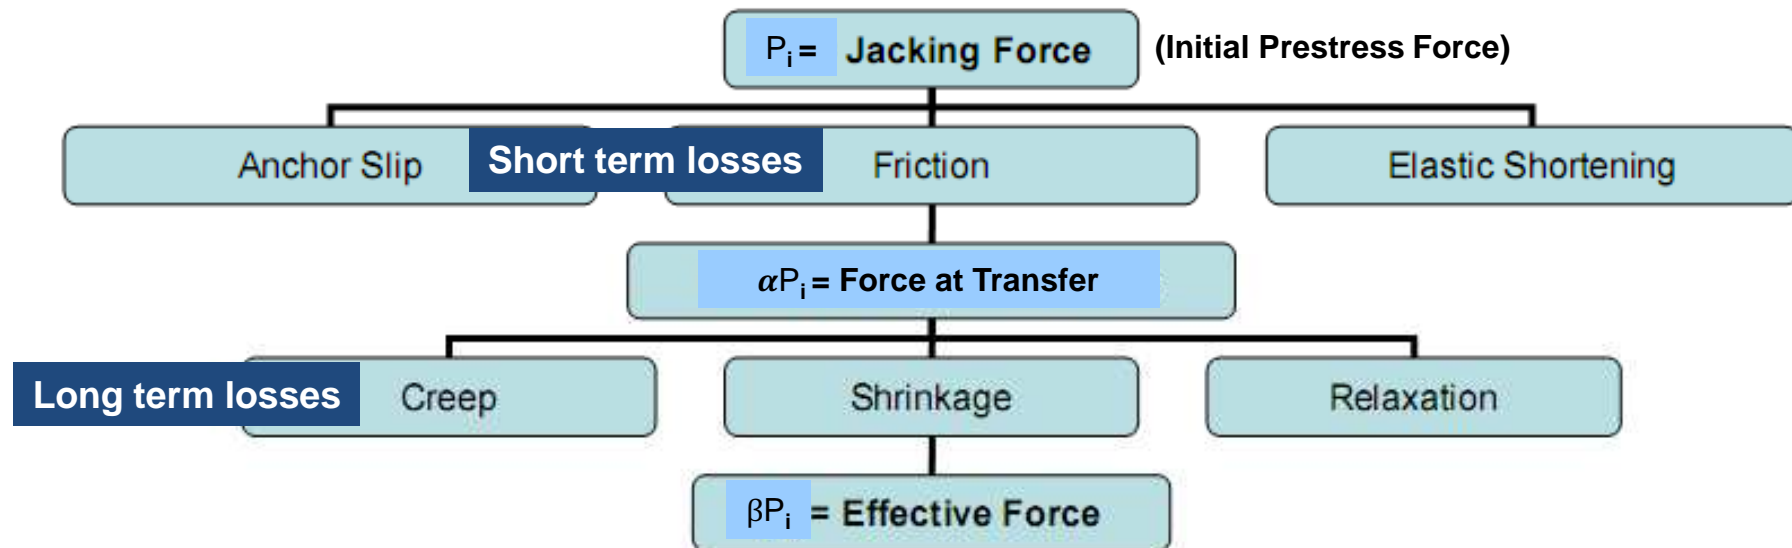 Pi = Jacking Force (Initial Prestress Force)
Anchor Slip
Short term losses
Friction
Elastic Shortening
αPi = Force at Transfer
Long term losses
Creep
Shrinkage
Relaxation
βPi = Effective Force